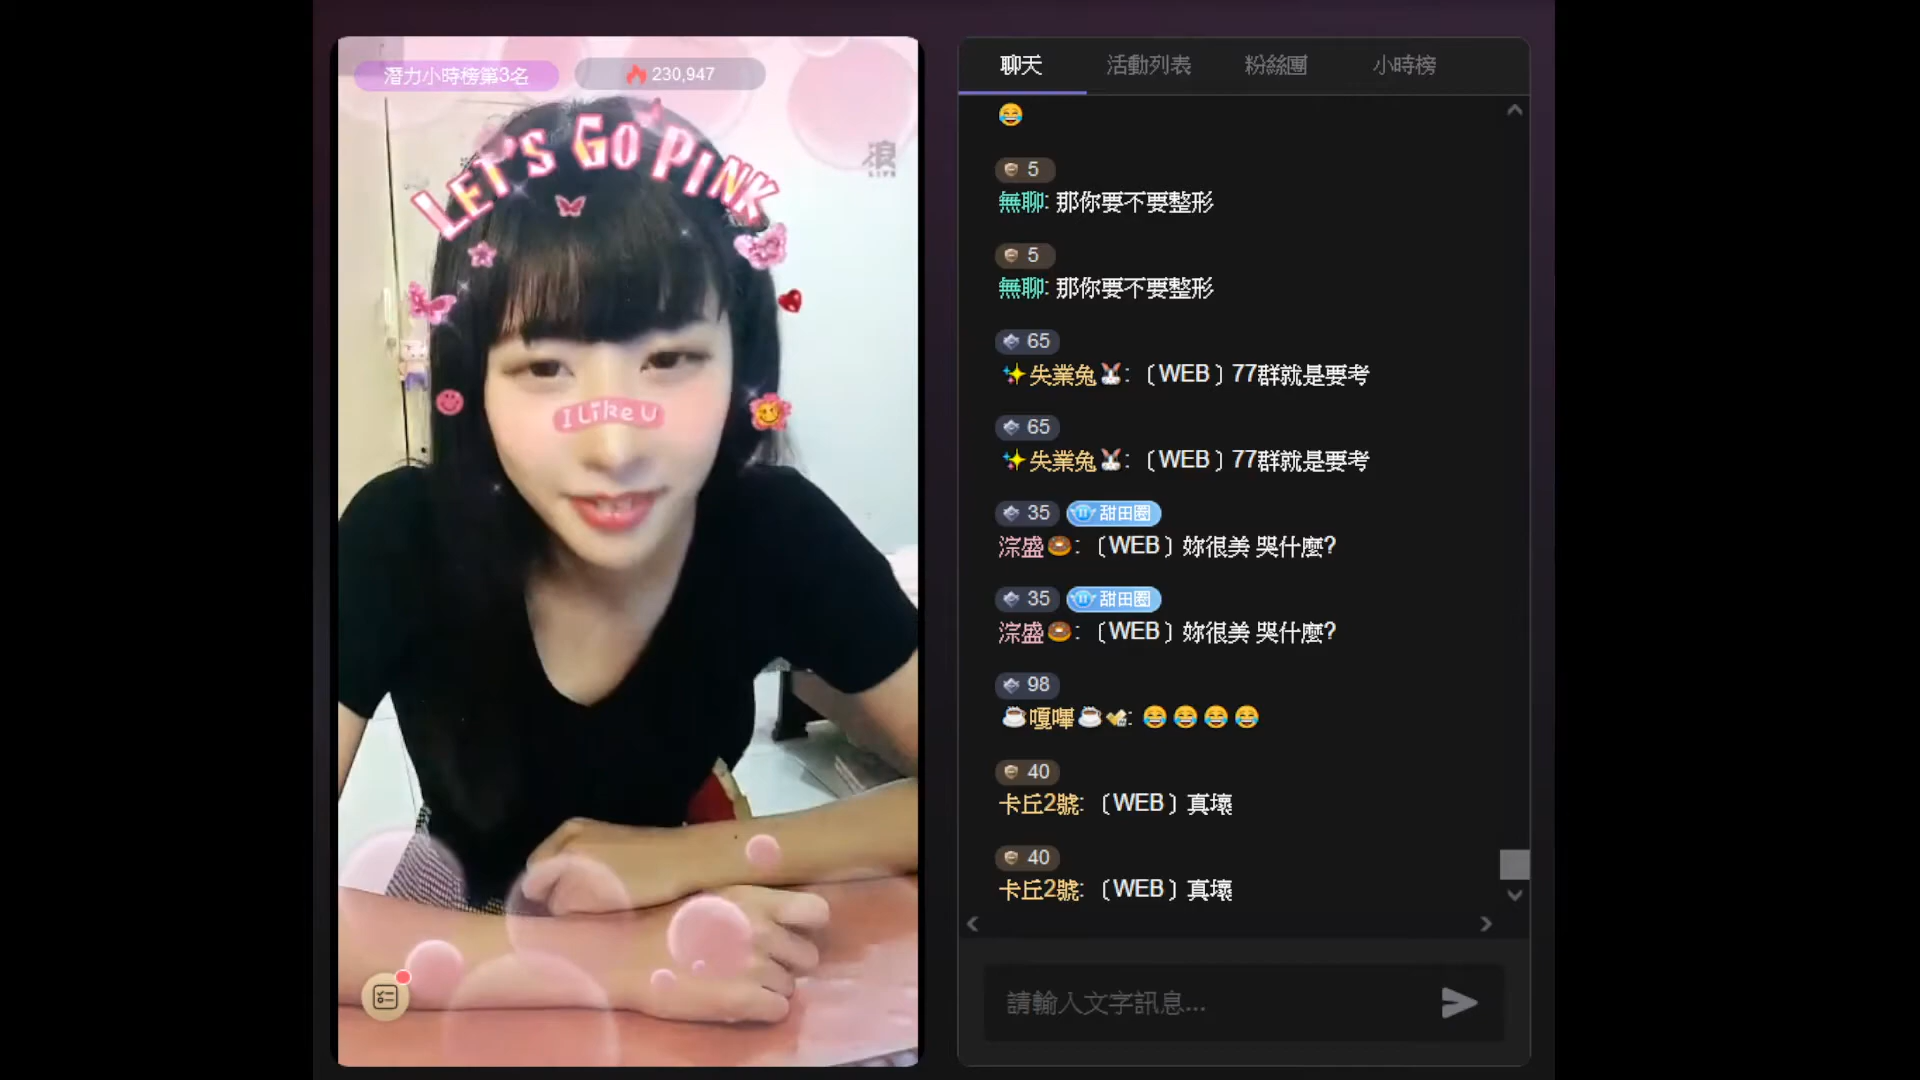 潛力小時榜第3名
230,947
浪
LIVE
LET'S GO PINK
I Like U
聊天
活動列表
粉絲團
小時榜
5
無聊: 那你要不要整形
5
無聊: 那你要不要整形
65
失業兔: 〔WEB〕77群就是要考
65
失業兔: 〔WEB〕77群就是要考
35 甜田圈
淙盛: 〔WEB〕妳很美 哭什麼?
35 甜田圈
淙盛: 〔WEB〕妳很美 哭什麼?
98
嘎嗶:
40
卡丘2號: 〔WEB〕真壞
40
卡丘2號: 〔WEB〕真壞
請輸入文字訊息...